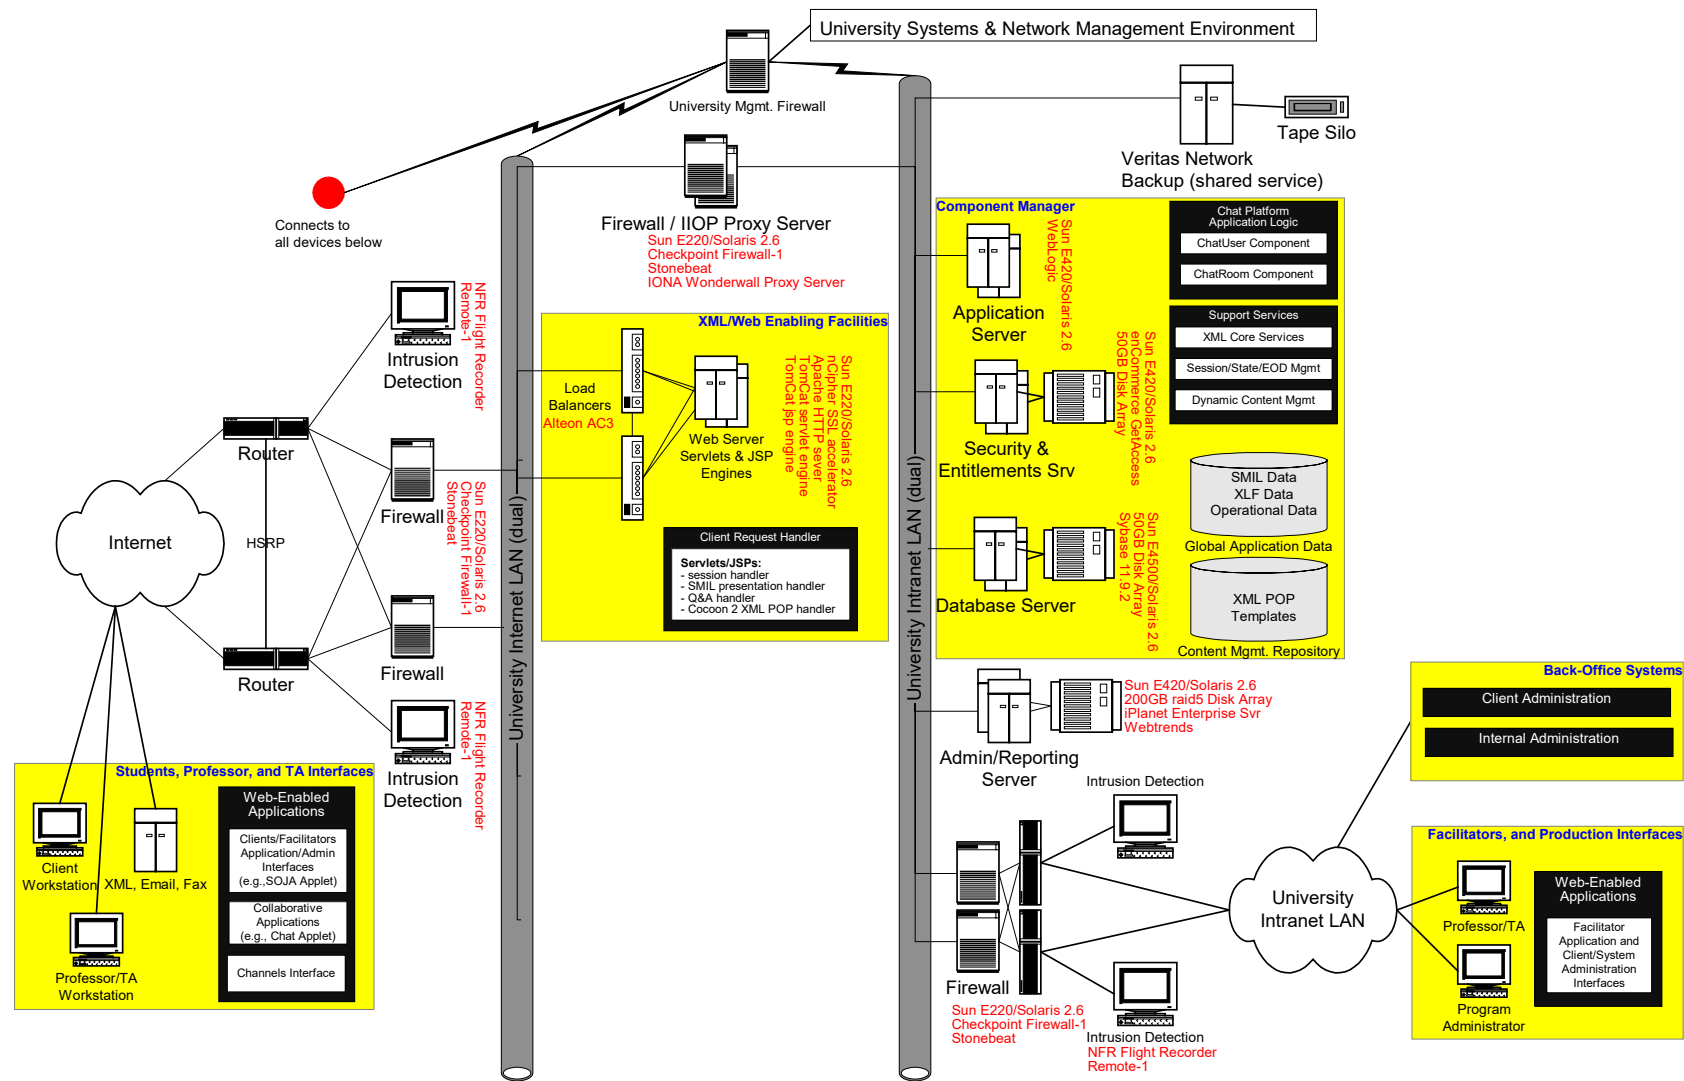 University Systems & Network Management Environment
University Mgmt. Firewall
Tape Silo
Veritas Network
Backup (shared service)
Connects to
all devices below
Firewall / IIOP Proxy Server
Sun E220/Solaris 2.6
Checkpoint Firewall-1
Stonebeat
IONA Wonderwall Proxy Server
NFR Flight Recorder
Remote-1
Intrusion
Detection
Router
HSRP
Internet
Router
Firewall
Sun E220/Solaris 2.6
Checkpoint Firewall-1
Stonebeat
Firewall
NFR Flight Recorder
Remote-1
Intrusion
Detection
University Internet LAN (dual)
XML/Web Enabling Facilities
Load
Balancers
Alteon AC3
Web Server
Servlets & JSP
Engines
Sun E220/Solaris 2.6
nCipher SSL accelerator
Apache HTTP sever
TomCat servlet engine
TomCat jsp engine
Client Request Handler
Servlets/JSPs:
- session handler
- SMIL presentation handler
- Q&A handler
- Cocoon 2 XML POP handler
University Intranet LAN (dual)
Component Manager
Application
Server
Sun E420/Solaris 2.6
WebLogic
Security &
Entitlements Srv
Sun E420/Solaris 2.6
enCommerce GetAccess
50GB Disk Array
Database Server
Sun E4500/Solaris 2.6
50GB Disk Array
Sybase 11.9.2
Chat Platform
Application Logic
ChatUser Component
ChatRoom Component
Support Services
XML Core Services
Session/State/EOD Mgmt
Dynamic Content Mgmt
SMIL Data
XLF Data
Operational Data
Global Application Data
XML POP
Templates
Content Mgmt. Repository
Admin/Reporting
Server
Sun E420/Solaris 2.6
200GB raid5 Disk Array
iPlanet Enterprise Svr
Webtrends
Intrusion Detection
Firewall
Sun E220/Solaris 2.6
Checkpoint Firewall-1
Stonebeat
Intrusion Detection
NFR Flight Recorder
Remote-1
University
Intranet LAN
Back-Office Systems
Client Administration
Internal Administration
Facilitators, and Production Interfaces
Professor/TA
Program
Administrator
Web-Enabled
Applications
Facilitator
Application and
Client/System
Administration
Interfaces
Students, Professor, and TA Interfaces
Client
Workstation
XML, Email, Fax
Professor/TA
Workstation
Web-Enabled
Applications
Clients/Facilitators
Application/Admin
Interfaces
(e.g.,SOJA Applet)
Collaborative
Applications
(e.g., Chat Applet)
Channels Interface